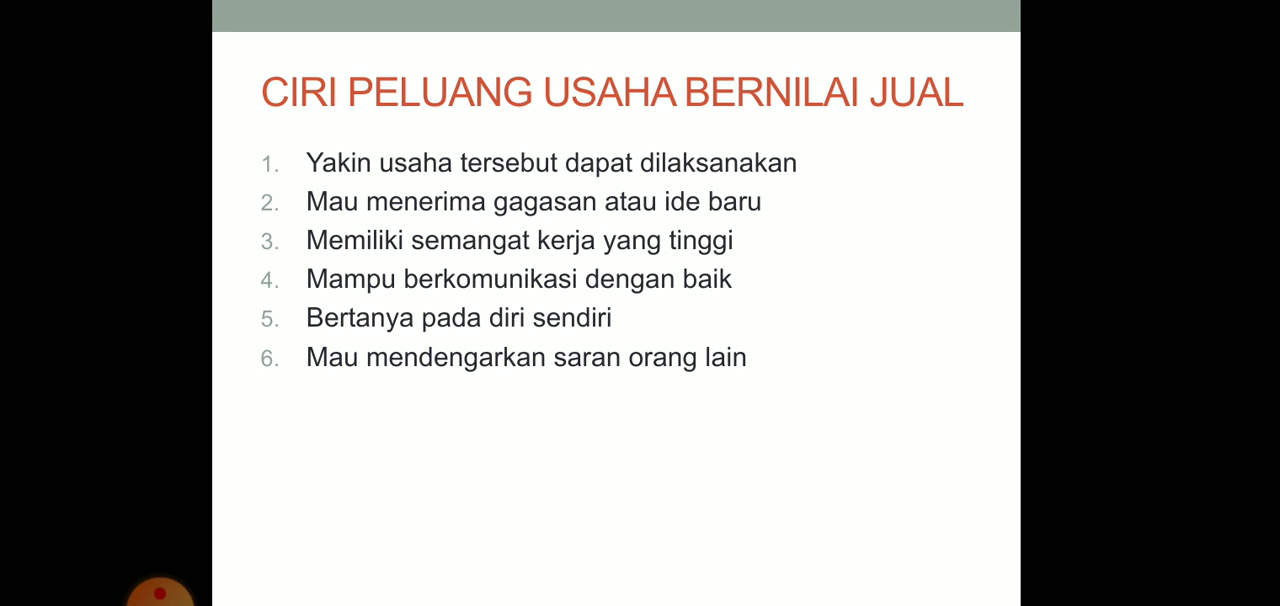 CIRI PELUANG USAHA BERNILAI JUAL
1. Yakin usaha tersebut dapat dilaksanakan
2. Mau menerima gagasan atau ide baru
3. Memiliki semangat kerja yang tinggi
4. Mampu berkomunikasi dengan baik
5. Bertanya pada diri sendiri
6. Mau mendengarkan saran orang lain